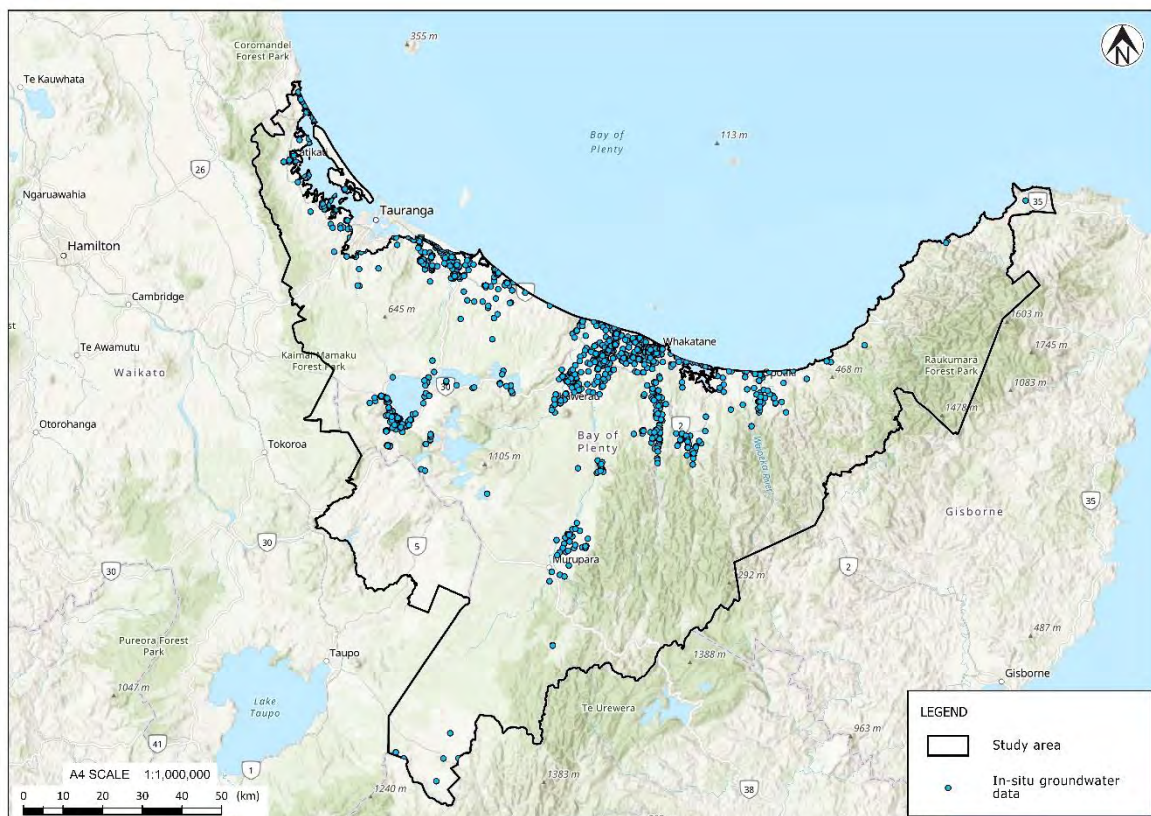 355 m
Coromandel
Forest Park
Te Kauwhata
N
Bay of
Plenty
113 m
26
Ngaruawahia
35
Tauranga
Hamilton
Cambridge
645 m
1603 m
Whakatane
Te Awamutu
Waikato
Kaimai Mamaku
Forest Park
Raukumara
Forest Park
1745 m
468 m
30
1083 m
1478 m
Otorohanga
2
Bay of
Plenty
Tokoroa
1105 m
Waioeka River
35
Gisborne
30
5
Murupara
30
2
292 m
Pureora Forest
Park
487 m
Taupo
1388 m
Gisborne
1047 m
Lake
Taupo
Te Urewera
963 m
41
1
1383 m
1240 m
38
A4 SCALE 1:1,000,000
0 10 20 30 40 50 (km)
LEGEND
Study area
In-situ groundwater
data